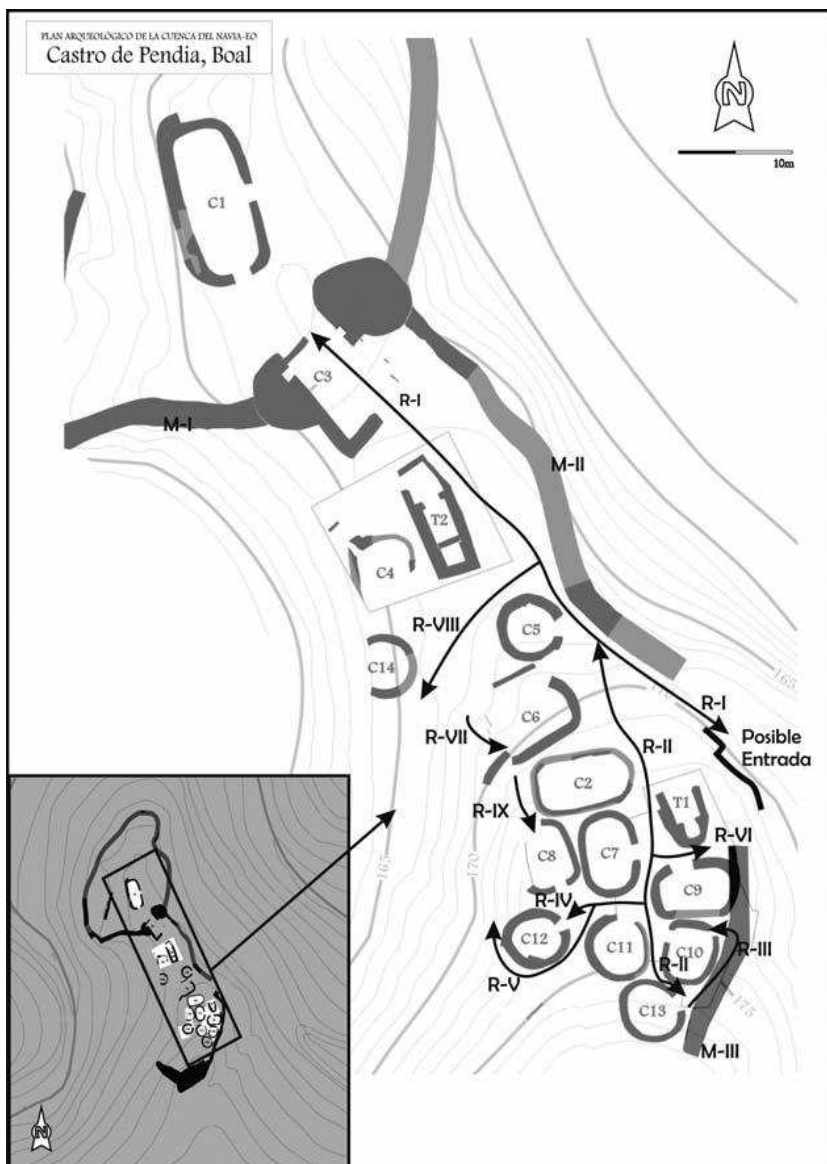 PLAN ARQUEOLÓGICO DE LA CUENCA DEL NAVIA-EO
Castro de Pendia, Boal
N
10m
C1
C3
R-I
M-I
M-II
T2
C4
C5
R-VIII
C14
165
170
R-I
C6
R-VII
R-II
Posible
Entrada
C2
T1
R-IX
165
170
R-VI
C8
C7
C9
R-IV
C12
C11
C10
R-II
R-III
R-V
C13
175
M-III
N